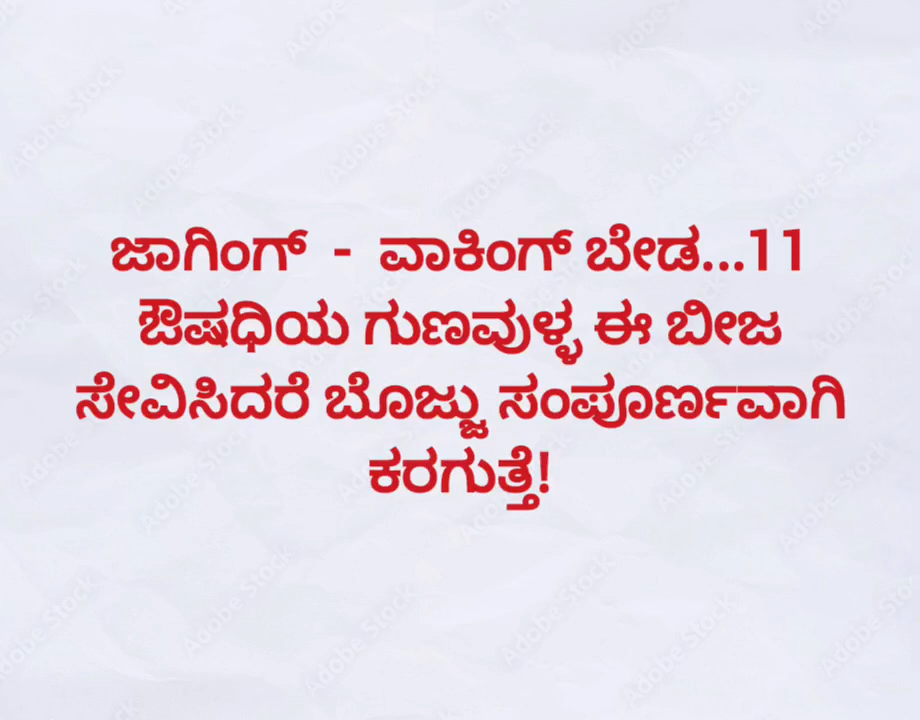 ಜಾಗಿಂಗ್ - ವಾಕಿಂಗ್ ಬೇಡ...11
ಔಷಧಿಯ ಗುಣವುಳ್ಳ ಈ ಬೀಜ
ಸೇವಿಸಿದರೆ ಬೊಜ್ಜು ಸಂಪೂರ್ಣವಾಗಿ
ಕರಗುತ್ತೆ!